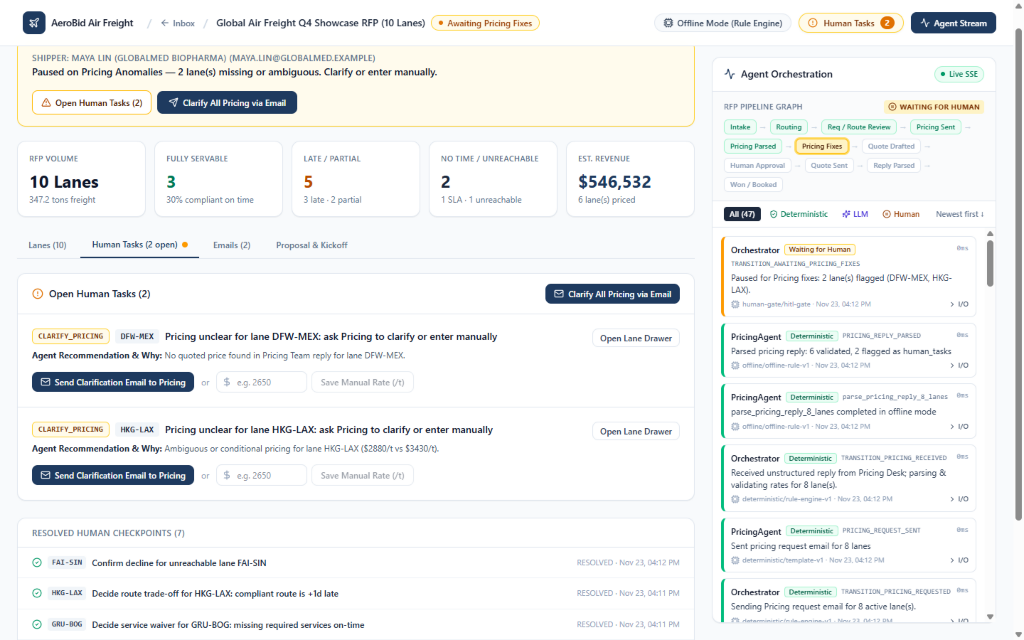 AeroBid Air Freight / ← Inbox / Global Air Freight Q4 Showcase RFP (10 Lanes) Awaiting Pricing Fixes Offline Mode (Rule Engine) Human Tasks 2 Agent Stream
SHIPPER: MAYA LIN (GLOBALMED BIOPHARMA) (MAYA.LIN@GLOBALMED.EXAMPLE)
Paused on Pricing Anomalies — 2 lane(s) missing or ambiguous. Clarify or enter manually.
Open Human Tasks (2) Clarify All Pricing via Email
RFP VOLUME
10 Lanes
347.2 tons freight
FULLY SERVABLE
3
30% compliant on time
LATE / PARTIAL
5
3 late · 2 partial
NO TIME / UNREACHABLE
2
1 SLA · 1 unreachable
EST. REVENUE
$546,532
6 lane(s) priced
Lanes (10) Human Tasks (2 open) Emails (2) Proposal & Kickoff
Open Human Tasks (2) Clarify All Pricing via Email
CLARIFY_PRICING DFW-MEX Pricing unclear for lane DFW-MEX: ask Pricing to clarify or enter manually Open Lane Drawer
Agent Recommendation & Why: No quoted price found in Pricing Team reply for lane DFW-MEX.
Send Clarification Email to Pricing or $ e.g. 2650 Save Manual Rate (/t)
CLARIFY_PRICING HKG-LAX Pricing unclear for lane HKG-LAX: ask Pricing to clarify or enter manually Open Lane Drawer
Agent Recommendation & Why: Ambiguous or conditional pricing for lane HKG-LAX ($2880/t vs $3430/t).
Send Clarification Email to Pricing or $ e.g. 2650 Save Manual Rate (/t)
RESOLVED HUMAN CHECKPOINTS (7)
FAI-SIN Confirm decline for unreachable lane FAI-SIN RESOLVED · Nov 23, 04:12 PM
HKG-LAX Decide route trade-off for HKG-LAX: compliant route is +1d late RESOLVED · Nov 23, 04:11 PM
GRU-BOG Decide service waiver for GRU-BOG: missing required services on-time RESOLVED · Nov 23, 04:11 PM
Agent Orchestration Live SSE
RFP PIPELINE GRAPH WAITING FOR HUMAN
Intake → Routing → Req / Route Review → Pricing Sent →
Pricing Parsed → Pricing Fixes → Quote Drafted →
Human Approval → Quote Sent → Reply Parsed →
Won / Booked
All (47) Deterministic LLM Human Newest first ↓
Orchestrator Waiting for Human 0ms
TRANSITION_AWAITING_PRICING_FIXES
Paused for Pricing fixes: 2 lane(s) flagged (DFW-MEX, HKG-
LAX).
human-gate/hitl-gate · Nov 23, 04:12 PM > I/O
PricingAgent Deterministic PRICING_REPLY_PARSED 0ms
Parsed pricing reply: 6 validated, 2 flagged as human_tasks
offline/offline-rule-v1 · Nov 23, 04:12 PM > I/O
PricingAgent Deterministic parse_pricing_reply_8_lanes 0ms
parse_pricing_reply_8_lanes completed in offline mode
offline/offline-rule-v1 · Nov 23, 04:12 PM > I/O
Orchestrator Deterministic TRANSITION_PRICING_RECEIVED 0ms
Received unstructured reply from Pricing Desk; parsing &
validating rates for 8 lane(s).
deterministic/rule-engine-v1 · Nov 23, 04:12 PM > I/O
PricingAgent Deterministic PRICING_REQUEST_SENT 0ms
Sent pricing request email for 8 lanes
deterministic/template-v1 · Nov 23, 04:12 PM > I/O
Orchestrator Deterministic TRANSITION_PRICING_REQUESTED 0ms
Sending Pricing request email for 8 active lane(s).
deterministic/rule-engine-v1 · Nov 23, 04:12 PM > I/O